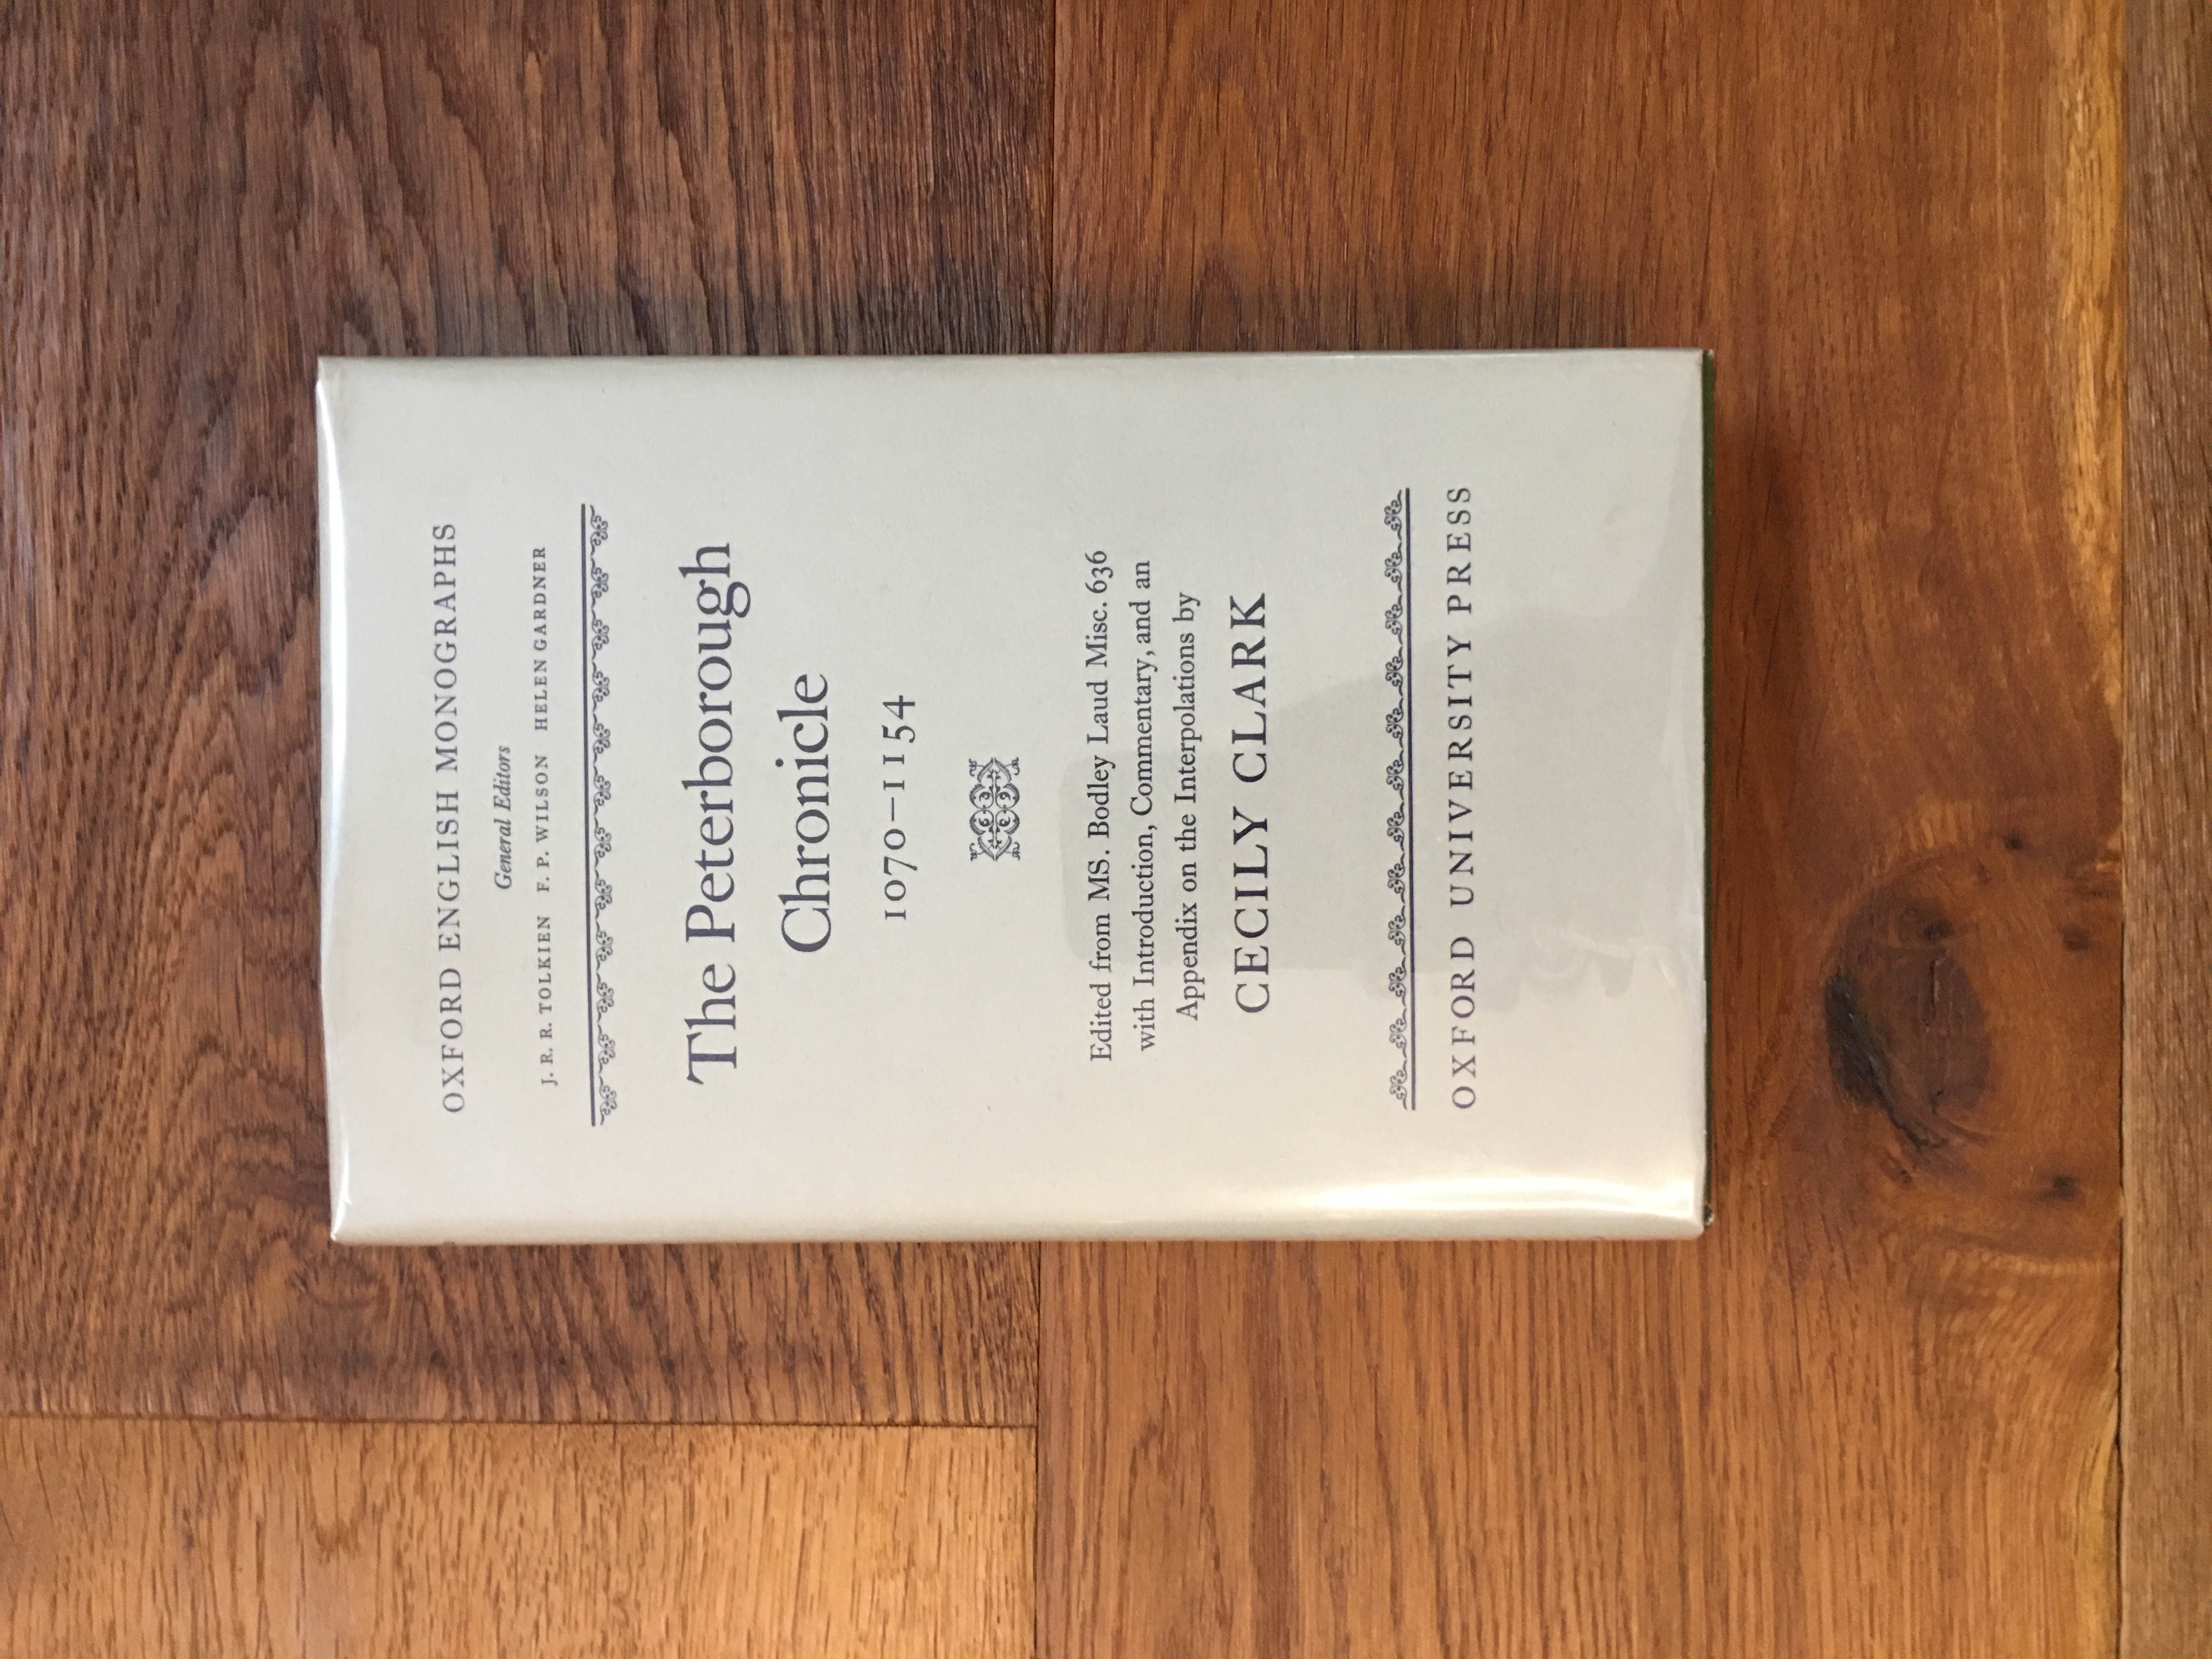 OXFORD ENGLISH MONOGRAPHS
General Editors
J. R. R. TOLKIEN F. P. WILSON HELEN GARDNER
The Peterborough
Chronicle
1070–1154
Edited from MS. Bodley Laud Misc. 636
with Introduction, Commentary, and an
Appendix on the Interpolations by
CECILY CLARK
OXFORD UNIVERSITY PRESS